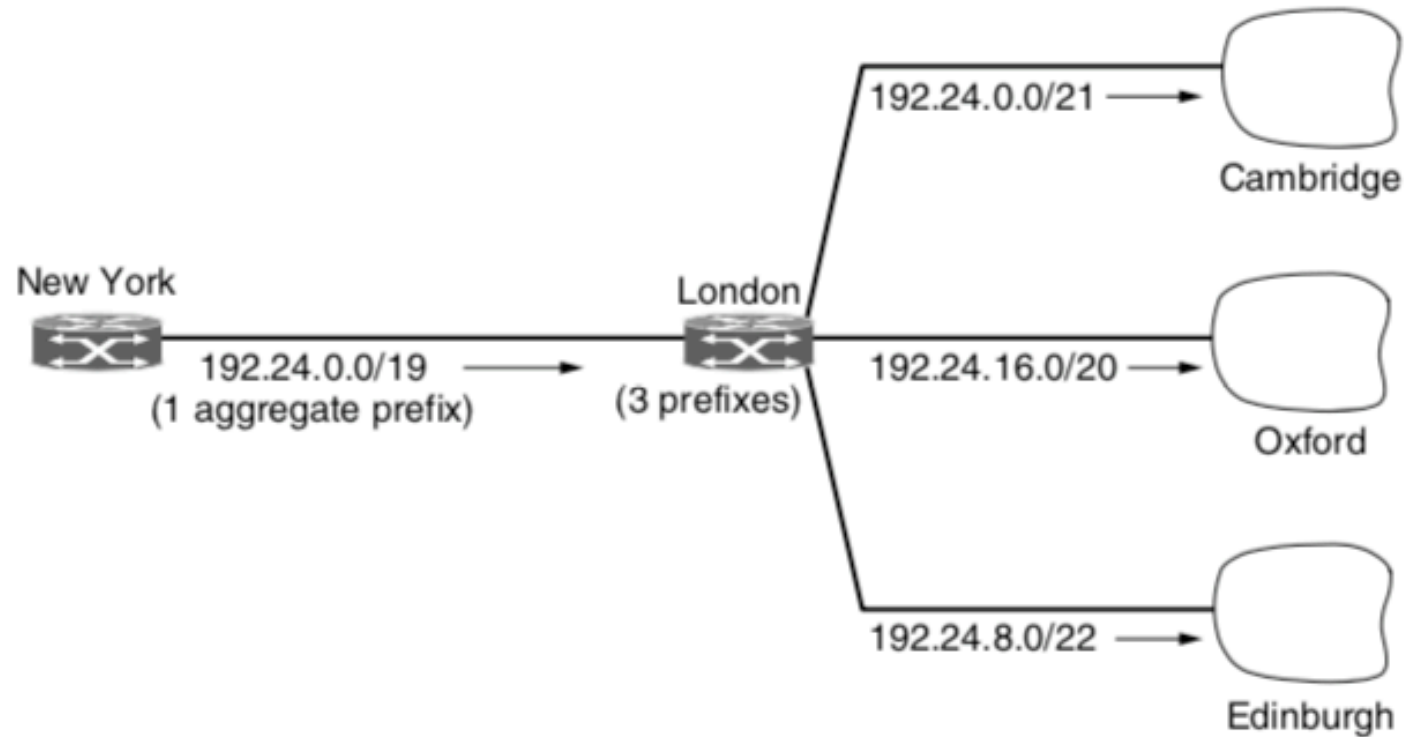 192.24.0.0/21
Cambridge
New York
London
192.24.0.0/19
(1 aggregate prefix)
(3 prefixes)
192.24.16.0/20
Oxford
192.24.8.0/22
Edinburgh